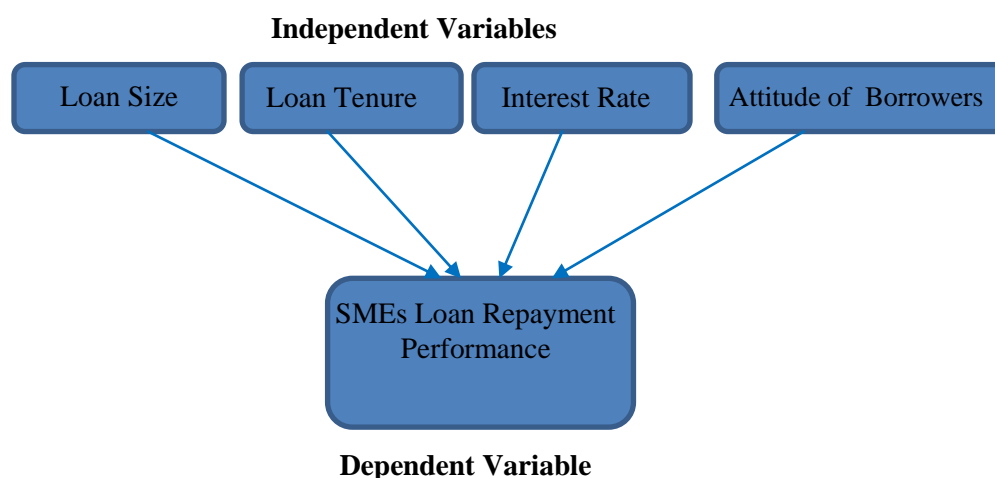 Independent Variables
Loan Size
Loan Tenure
Interest Rate
Attitude of Borrowers
SMEs Loan Repayment
Performance
Dependent Variable